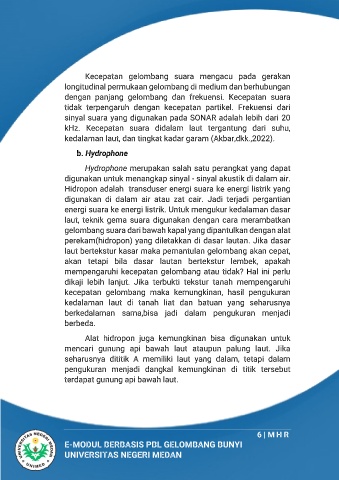 Kecepatan gelombang suara mengacu pada gerakan
longitudinal permukaan gelombang di medium dan berhubungan
dengan panjang gelombang dan frekuensi. Kecepatan suara
tidak terpengaruh dengan kecepatan partikel. Frekuensi dari
sinyal suara yang digunakan pada SONAR adalah lebih dari 20
kHz. Kecepatan suara didalam laut tergantung dari suhu,
kedalaman laut, dan tingkat kadar garam (Akbar,dkk.,2022).
b. Hydrophone
Hydrophone merupakan salah satu perangkat yang dapat
digunakan untuk menangkap sinyal - sinyal akustik di dalam air.
Hidropon adalah transduser energi suara ke energi listrik yang
digunakan di dalam air atau zat cair. Jadi terjadi pergantian
energi suara ke energi listrik. Untuk mengukur kedalaman dasar
laut, teknik gema suara digunakan dengan cara merambatkan
gelombang suara dari bawah kapal yang dipantulkan dengan alat
perekam(hidropon) yang diletakkan di dasar lautan. Jika dasar
laut bertekstur kasar maka pemantulan gelombang akan cepat,
akan tetapi bila dasar lautan bertekstur lembek, apakah
mempengaruhi kecepatan gelombang atau tidak? Hal ini perlu
dikaji lebih lanjut. Jika terbukti tekstur tanah mempengaruhi
kecepatan gelombang maka kemungkinan, hasil pengukuran
kedalaman laut di tanah liat dan batuan yang seharusnya
berkedalaman sama,bisa jadi dalam pengukuran menjadi
berbeda.
Alat hidropon juga kemungkinan bisa digunakan untuk
mencari gunung api bawah laut ataupun palung laut. Jika
seharusnya dititik A memiliki laut yang dalam, tetapi dalam
pengukuran menjadi dangkal kemungkinan di titik tersebut
terdapat gunung api bawah laut.
6 | M H R
UNIVERSITAS NEGERI MEDAN
UNIMED
E-MODUL BERBASIS PBL GELOMBANG BUNYI
UNIVERSITAS NEGERI MEDAN